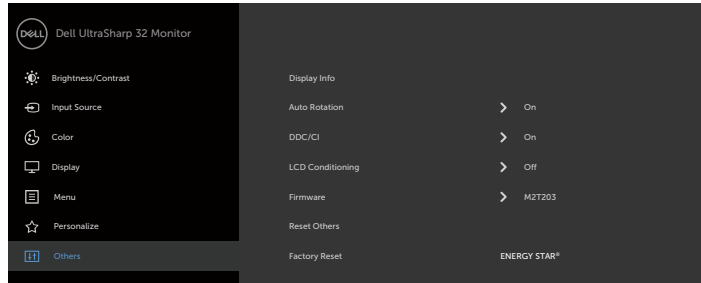 DELL Dell UltraSharp 32 Monitor
Brightness/Contrast
Input Source
Color
Display
Menu
Personalize
Others
Display Info
Auto Rotation On
DDC/CI On
LCD Conditioning Off
Firmware M2T203
Reset Others
Factory Reset ENERGY STAR®